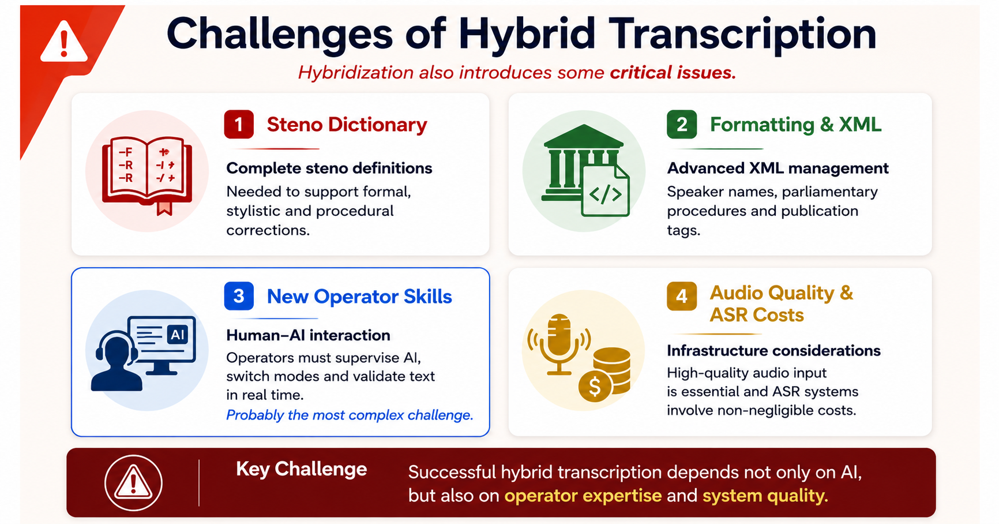 Challenges of Hybrid Transcription
Hybridization also introduces some critical issues.
1 Steno Dictionary
–F
–R
–R
Complete steno definitions
Needed to support formal,
stylistic and procedural
corrections.
2 Formatting & XML
</>
Advanced XML management
Speaker names, parliamentary
procedures and publication
tags.
3 New Operator Skills
AI
Human–AI interaction
Operators must supervise AI,
switch modes and validate text
in real time.
Probably the most complex challenge.
4 Audio Quality &
ASR Costs
$
Infrastructure considerations
High-quality audio input
is essential and ASR systems
involve non-negligible costs.
Key Challenge
Successful hybrid transcription depends not only on AI,
but also on operator expertise and system quality.